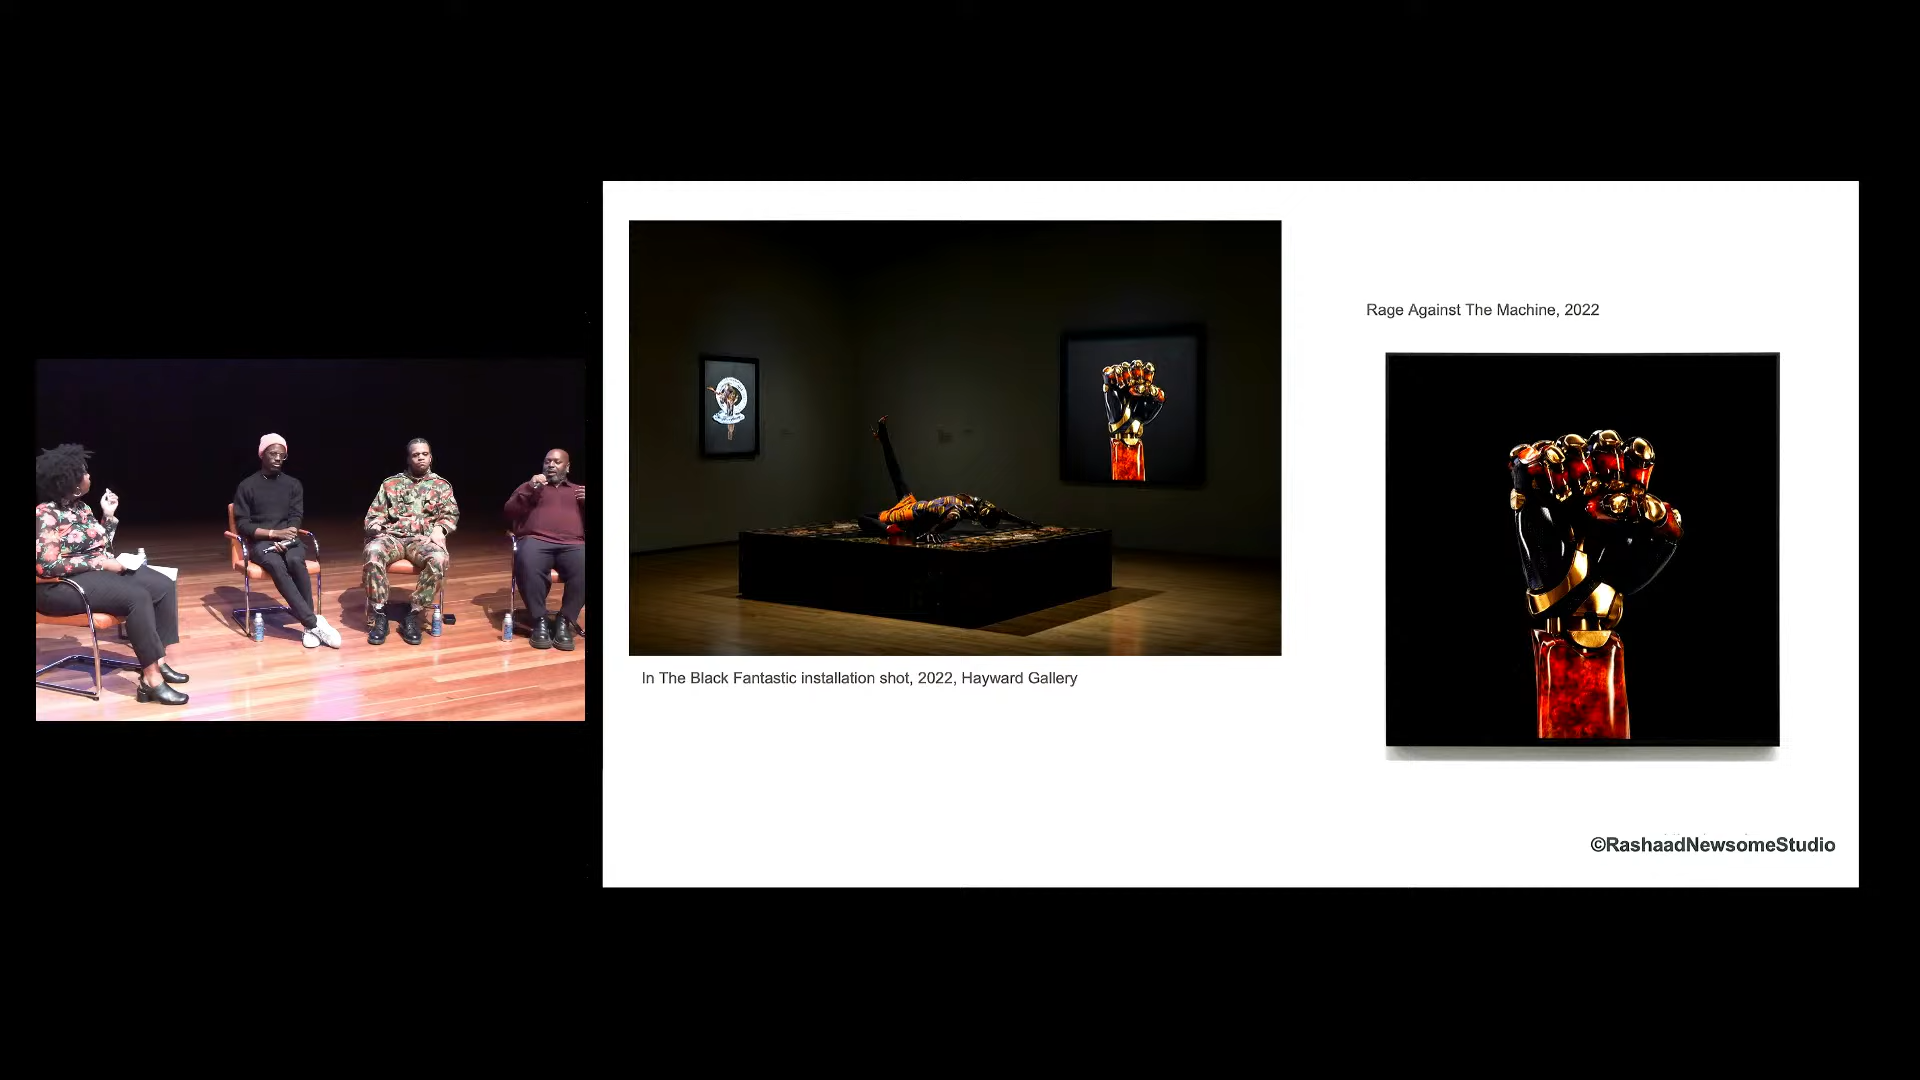 Rage Against The Machine, 2022
In The Black Fantastic installation shot, 2022, Hayward Gallery
©RashaadNewsomeStudio